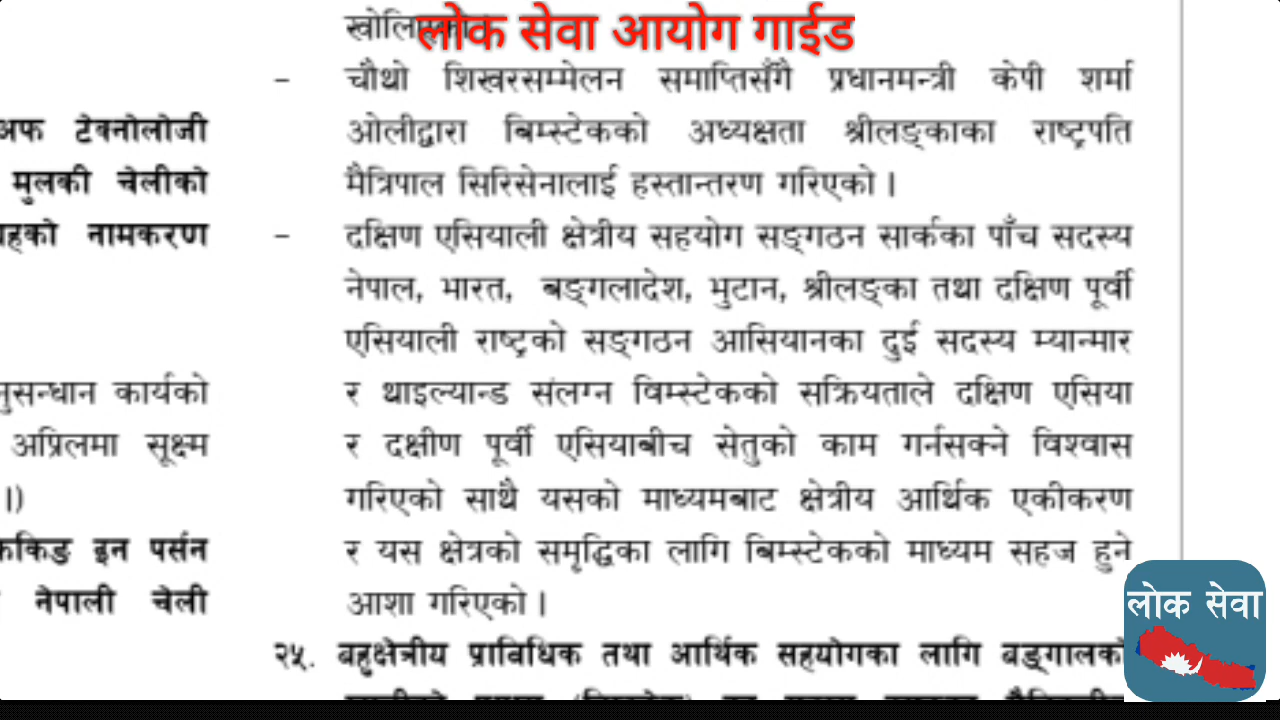 लोक सेवा आयोग गाईड
अफ टेक्नोलोजी
मुलकी चेलीको
नामकरण
कार्यको
अप्रिलमा सूक्ष्म
।)
इन पर्सन
नेपाली चेली
– चौथो शिखरसम्मेलन समाप्तिसँगै प्रधानमन्त्री केपी शर्मा
ओलीद्वारा बिम्स्टेकको अध्यक्षता श्रीलङ्काका राष्ट्रपति
मैत्रिपाल सिरिसेनालाई हस्तान्तरण गरिएको ।
– दक्षिण एसियाली क्षेत्रीय सहयोग सङ्गठन सार्कका पाँच सदस्य
नेपाल, भारत, बङ्गलादेश, भुटान, श्रीलङ्का तथा दक्षिण पूर्वी
एसियाली राष्ट्रको सङ्गठन आसियानका दुई सदस्य म्यान्मार
र थाइल्यान्ड संलग्न विम्स्टेकको सक्रियताले दक्षिण एसिया
र दक्षीण पूर्वी एसियाबीच सेतुको काम गर्नसक्ने विश्वास
गरिएको साथै यसको माध्यमबाट क्षेत्रीय आर्थिक एकीकरण
र यस क्षेत्रको समृद्धिका लागि बिम्स्टेकको माध्यम सहज हुने
आशा गरिएको ।
२५. बहुक्षेत्रीय प्राविधिक तथा आर्थिक सहयोगका लागि बङ्गालको
लोक सेवा